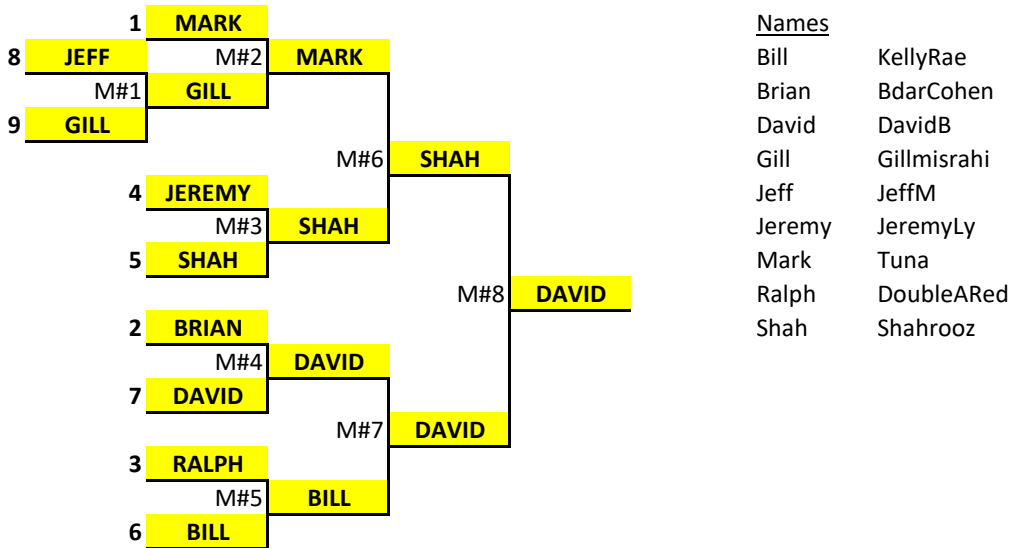 1 MARK
8 JEFF M#2 MARK
M#1 GILL
9 GILL
M#6 SHAH
4 JEREMY
M#3 SHAH
5 SHAH
M#8 DAVID
2 BRIAN
M#4 DAVID
7 DAVID
M#7 DAVID
3 RALPH
M#5 BILL
6 BILL
Names
Bill KellyRae
Brian BdarCohen
David DavidB
Gill Gillmisrahi
Jeff JeffM
Jeremy JeremyLy
Mark Tuna
Ralph DoubleARed
Shah Shahrooz